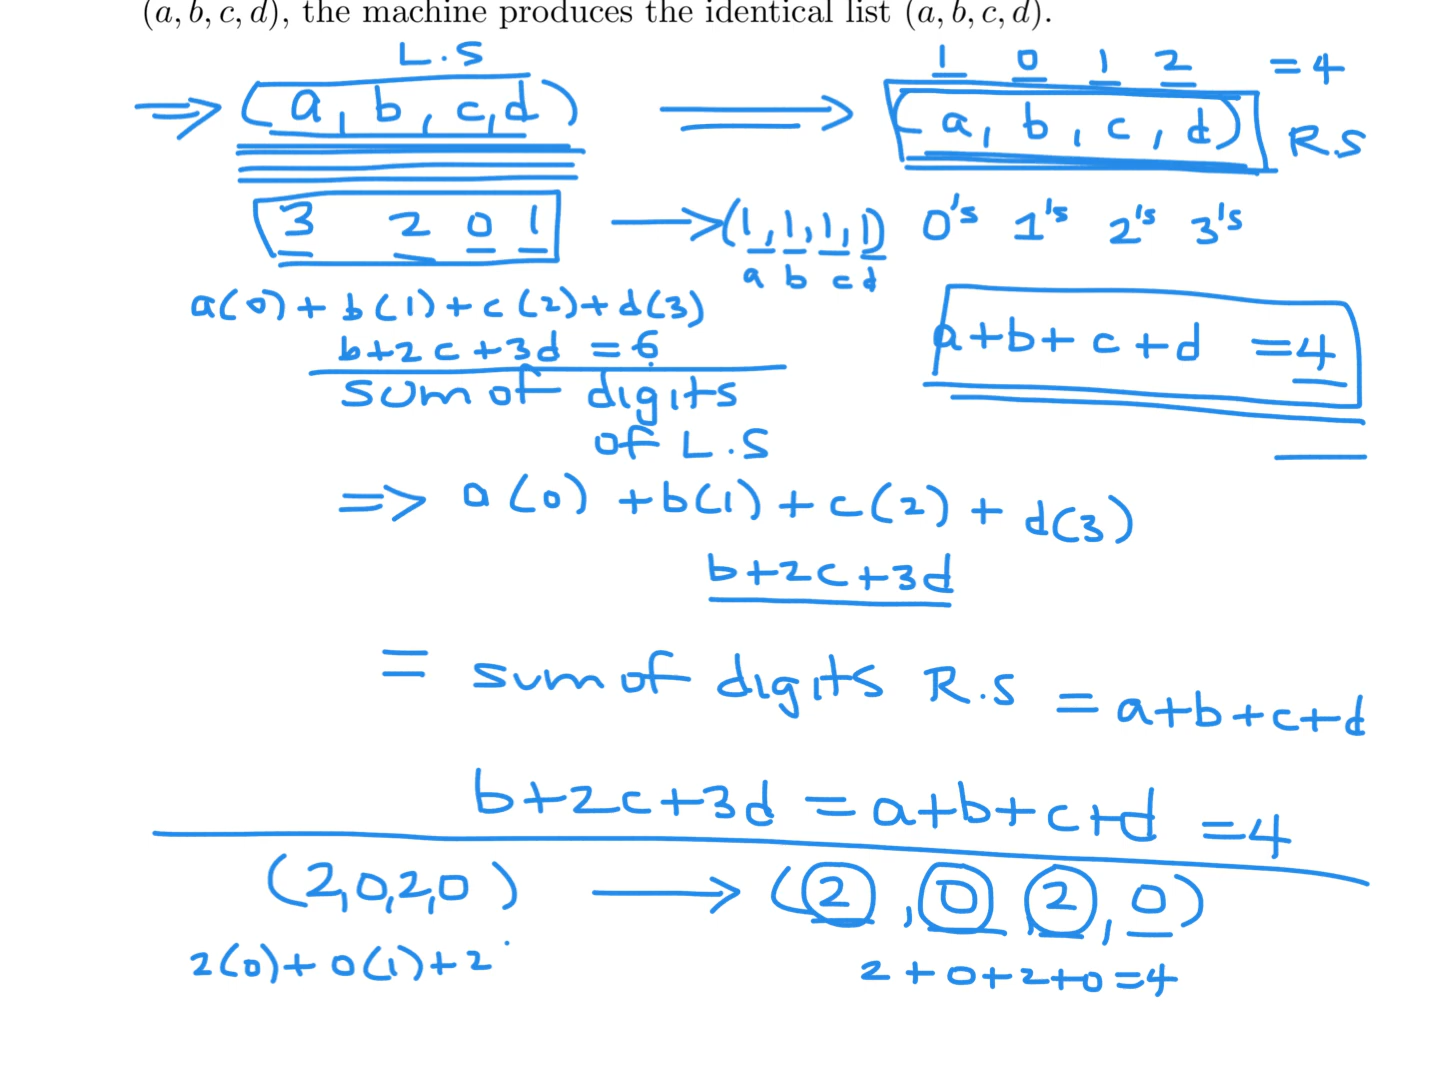 (a, b, c, d), the machine produces the identical list (a, b, c, d).
L.S
1 0 1 2 = 4
=> (a, b, c, d) => (a, b, c, d) R.S
3 2 0 1 → (1, 1, 1, 1) 0's 1's 2's 3's
a b c d
a(0) + b(1) + c(2) + d(3)
b+2c+3d = 6
a+b+c+d = 4
sum of digits
of L.S
=> a(0) + b(1) + c(2) + d(3)
b+2c+3d
= sum of digits R.S = a+b+c+d
b+2c+3d = a+b+c+d = 4
(2,0,2,0) → (2, 0, 2, 0)
2(0) + 0(1) + 2
2+0+2+0=4